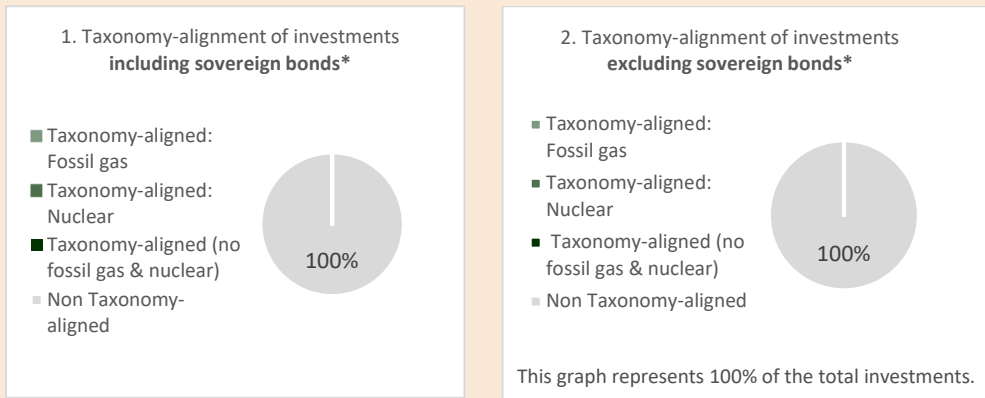 1. Taxonomy-alignment of investments
including sovereign bonds*
Taxonomy-aligned:
Fossil gas
Taxonomy-aligned:
Nuclear
Taxonomy-aligned (no
fossil gas & nuclear)
Non Taxonomy-
aligned
100%
2. Taxonomy-alignment of investments
excluding sovereign bonds*
Taxonomy-aligned:
Fossil gas
Taxonomy-aligned:
Nuclear
Taxonomy-aligned (no
fossil gas & nuclear)
Non Taxonomy-aligned
100%
This graph represents 100% of the total investments.